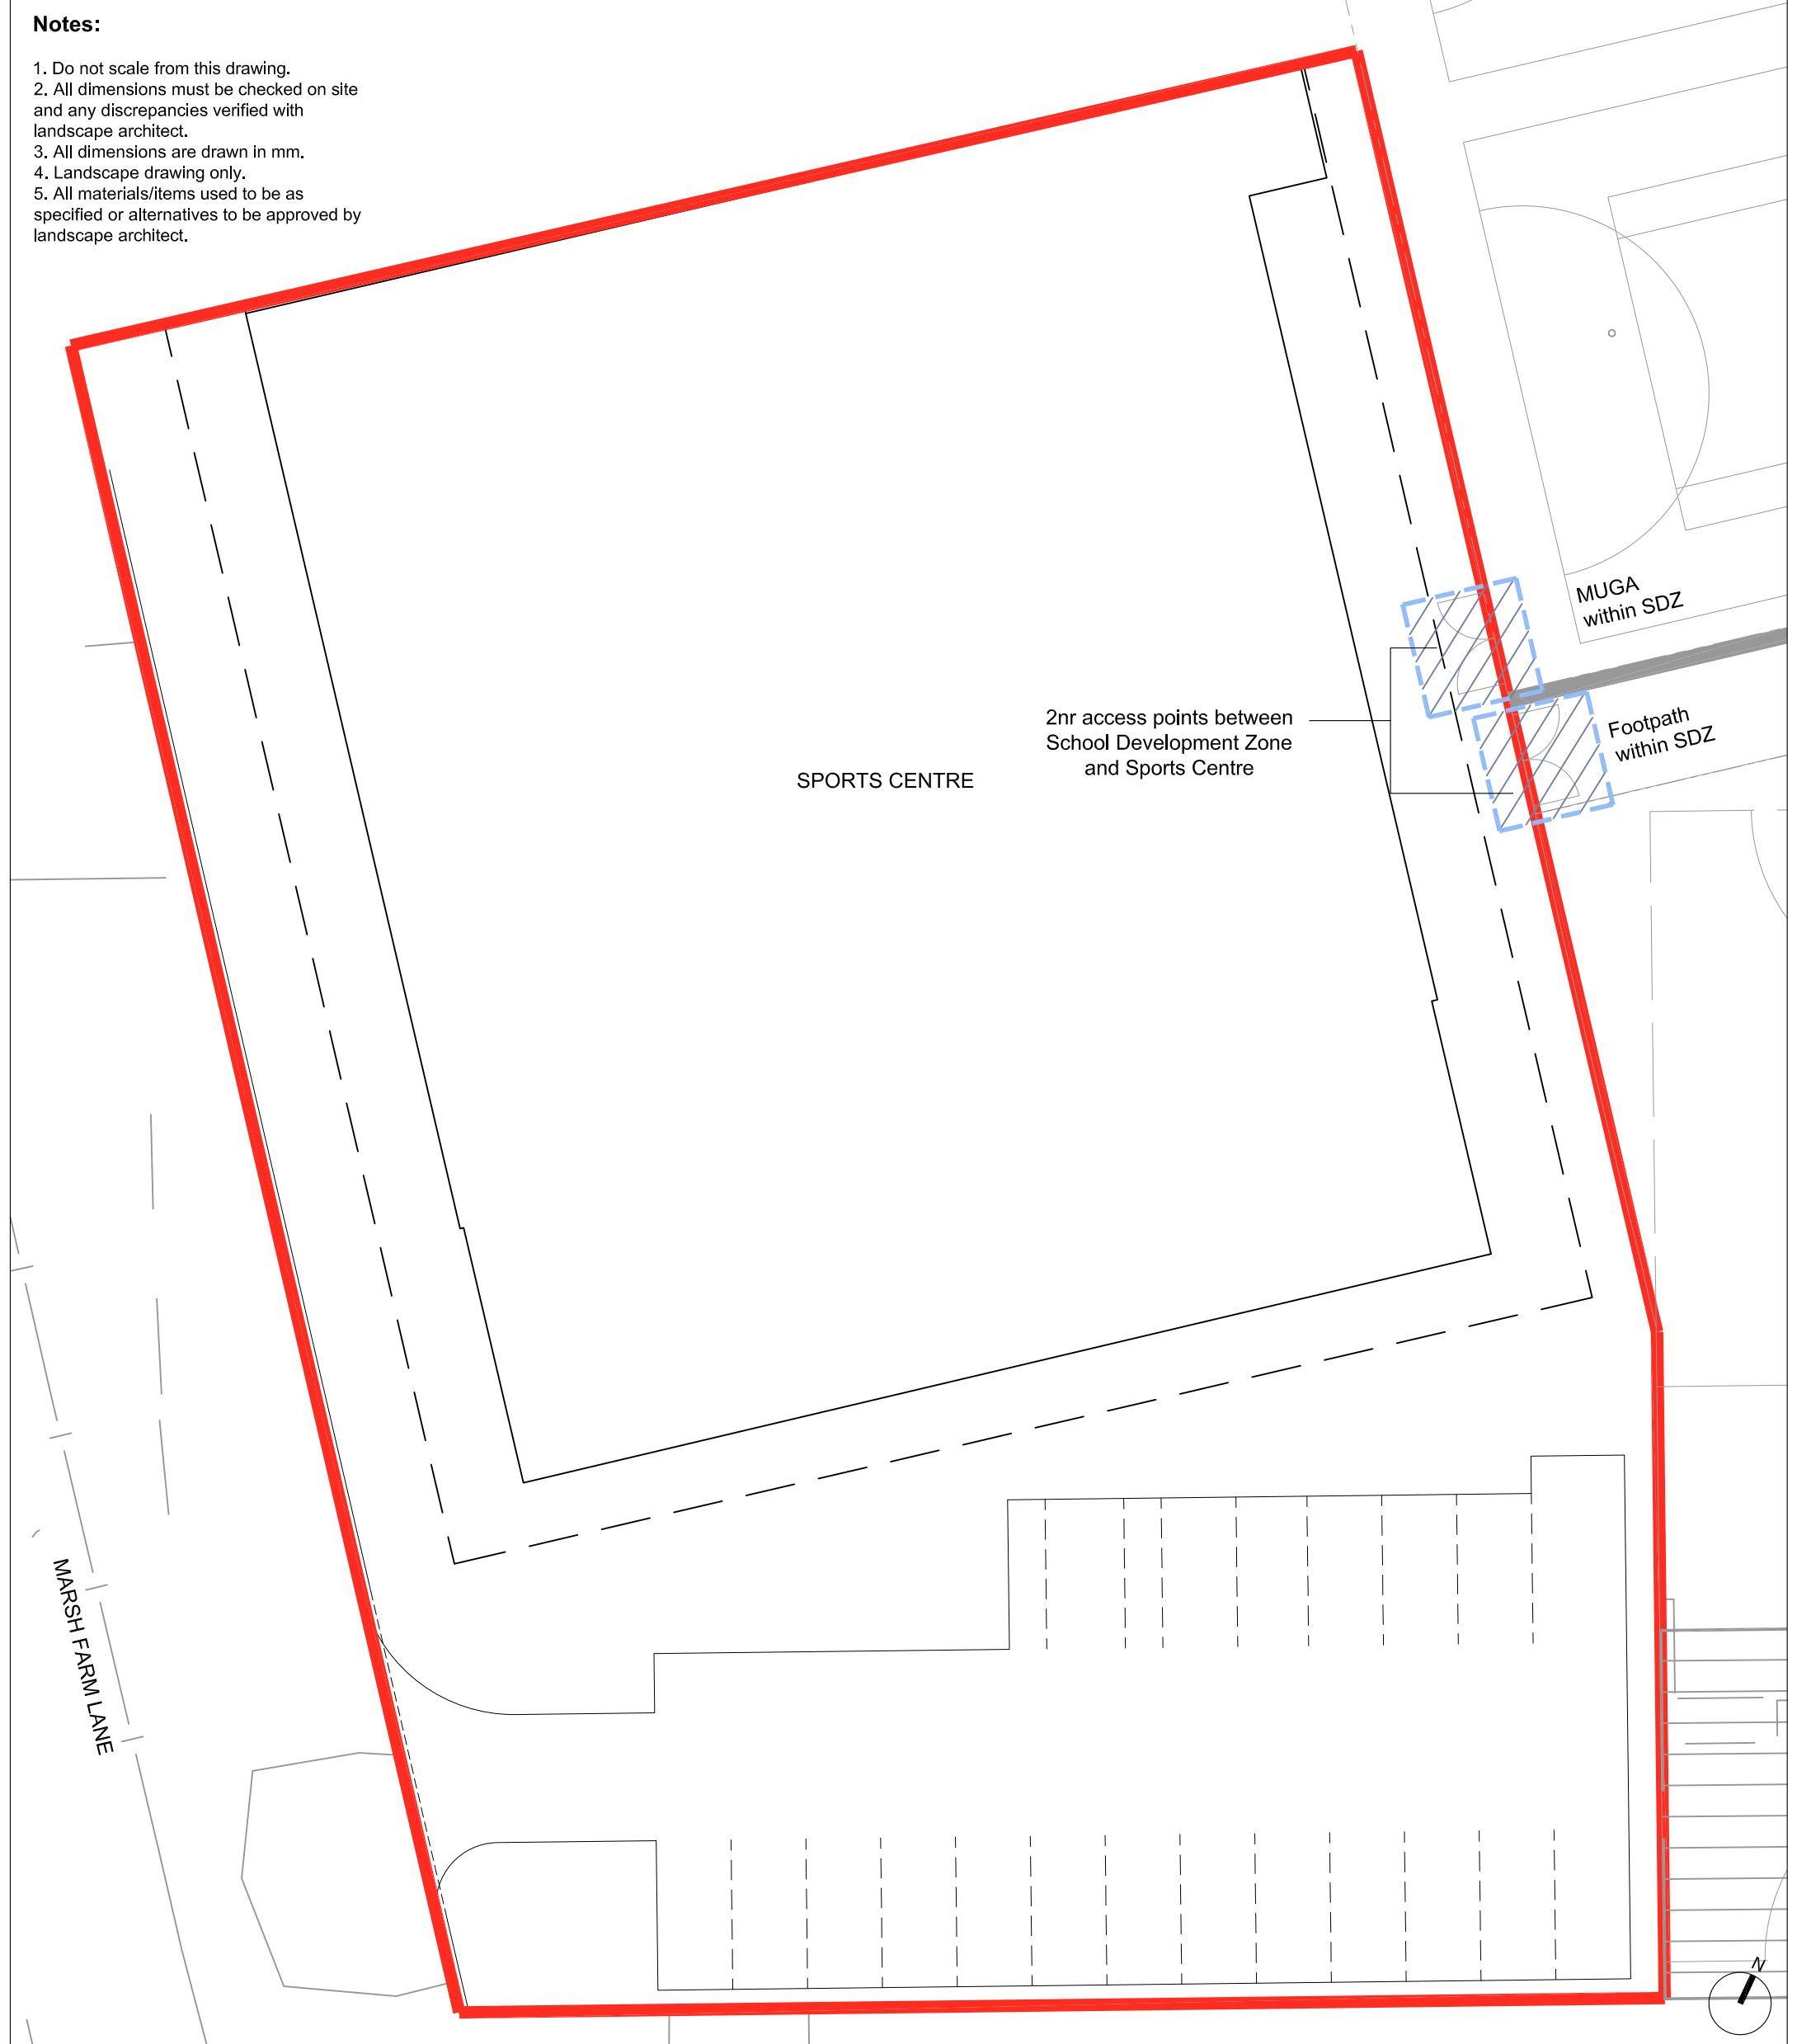 Notes:
1. Do not scale from this drawing.
2. All dimensions must be checked on site
and any discrepancies verified with
landscape architect.
3. All dimensions are drawn in mm.
4. Landscape drawing only.
5. All materials/items used to be as
specified or alternatives to be approved by
landscape architect.
MUGA
within SDZ
2nr access points between
School Development Zone
and Sports Centre
Footpath
within SDZ
SPORTS CENTRE
MARSH FARM LANE
N